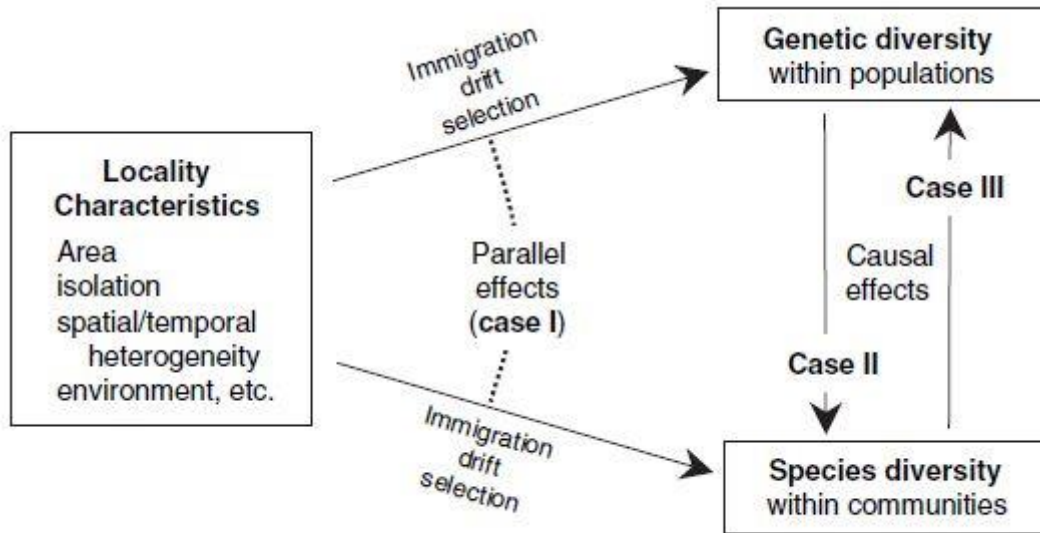 Locality
Characteristics
Area
isolation
spatial/temporal
heterogeneity
environment, etc.
Immigration
drift
selection
Parallel
effects
(case I)
Immigration
drift
selection
Genetic diversity
within populations
Case III
Causal
effects
Case II
Species diversity
within communities